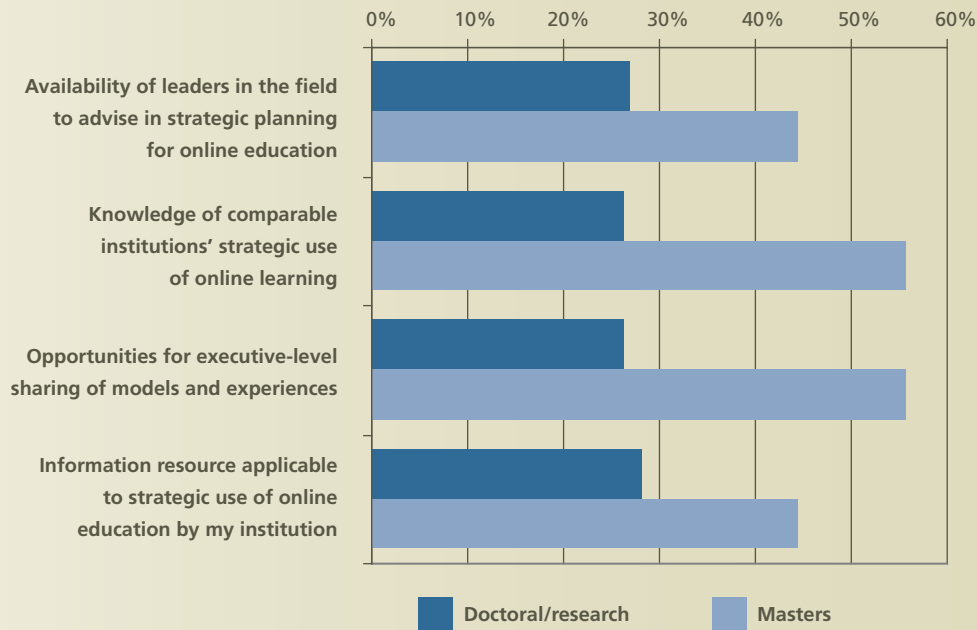 0% 10% 20% 30% 40% 50% 60%
Availability of leaders in the field
to advise in strategic planning
for online education
Knowledge of comparable
institutions’ strategic use
of online learning
Opportunities for executive-level
sharing of models and experiences
Information resource applicable
to strategic use of online
education by my institution
Doctoral/research Masters